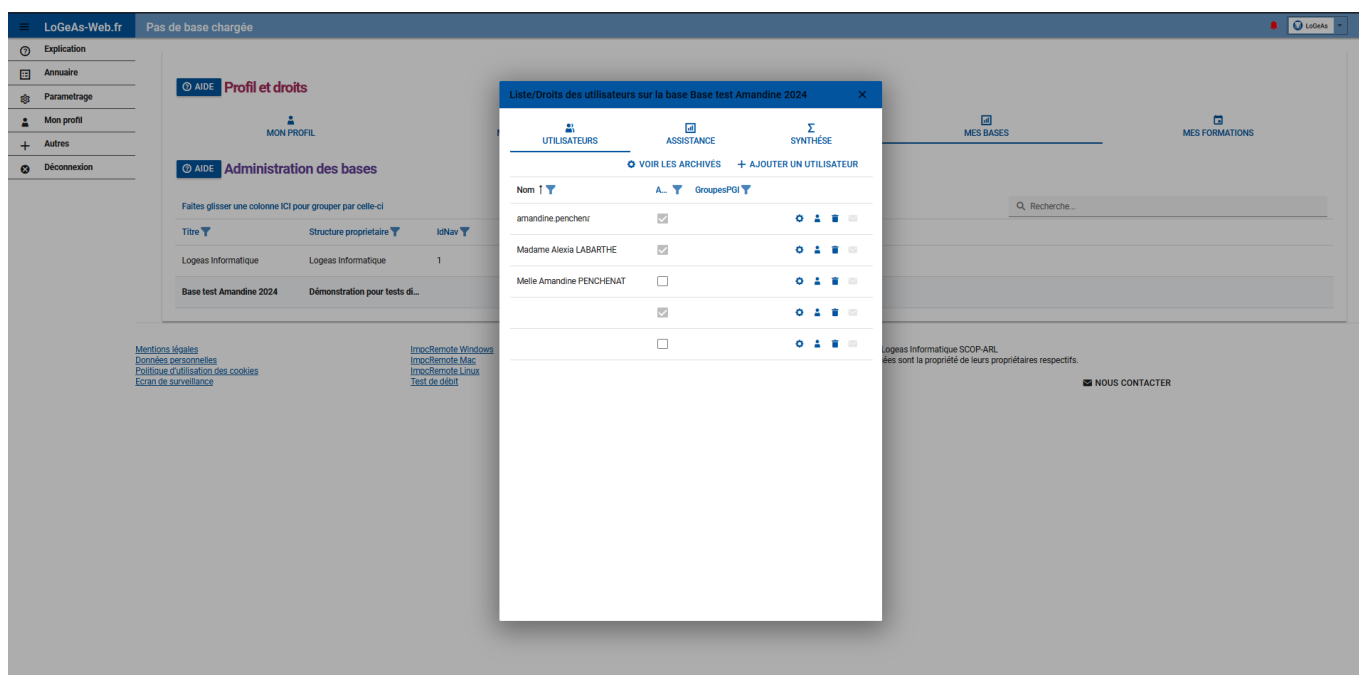 LoGeAs-Web.fr
Pas de base chargée
LoGeAs
Explication
Annuaire
Parametrage
Mon profil
Autres
Déconnexion
AIDE Profil et droits
MON PROFIL
MES BASES
MES FORMATIONS
AIDE Administration des bases
Faites glisser une colonne ICI pour grouper par celle-ci
Recherche...
Titre Structure proprietaire IdNav
Logeas Informatique Logeas Informatique 1
Base test Amandine 2024 Démonstration pour tests di...
Liste/Droits des utilisateurs sur la base Base test Amandine 2024
UTILISATEURS ASSISTANCE SYNTHÉSE
VOIR LES ARCHIVÉS + AJOUTER UN UTILISATEUR
Nom ↑ A... GroupesPGI
amandine.penchena
Madame Alexia LABARTHE
Melle Amandine PENCHENAT
Mentions légales
Données personnelles
Politique d'utilisation des cookies
Ecran de surveillance
ImpcRemote Windows
ImpcRemote Mac
ImpcRemote Linux
Test de débit
Logeas Informatique SCOP-ARL
ées sont la propriété de leurs propriétaires respectifs.
NOUS CONTACTER